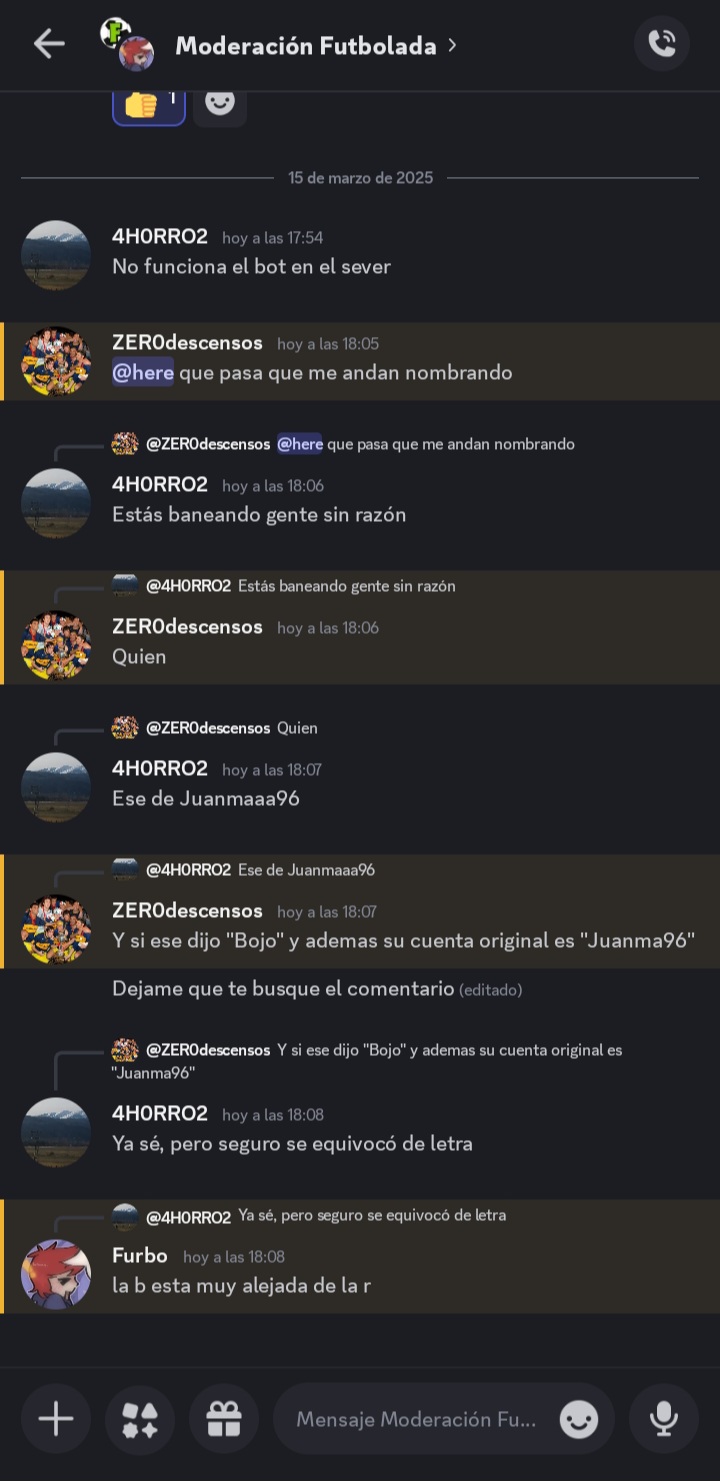 Moderación Futbolada
1
15 de marzo de 2025
4H0RRO2 hoy a las 17:54
No funciona el bot en el sever
ZER0descensos hoy a las 18:05
@here que pasa que me andan nombrando
@ZER0descensos @here que pasa que me andan nombrando
4H0RRO2 hoy a las 18:06
Estás baneando gente sin razón
@4H0RRO2 Estás baneando gente sin razón
ZER0descensos hoy a las 18:06
Quien
@ZER0descensos Quien
4H0RRO2 hoy a las 18:07
Ese de Juanmaaa96
@4H0RRO2 Ese de Juanmaaa96
ZER0descensos hoy a las 18:07
Y si ese dijo "Bojo" y ademas su cuenta original es "Juanma96"
Dejame que te busque el comentario (editado)
@ZER0descensos Y si ese dijo "Bojo" y ademas su cuenta original es
"Juanma96"
4H0RRO2 hoy a las 18:08
Ya sé, pero seguro se equivocó de letra
@4H0RRO2 Ya sé, pero seguro se equivocó de letra
Furbo hoy a las 18:08
la b esta muy alejada de la r
Mensaje Moderación Fu...